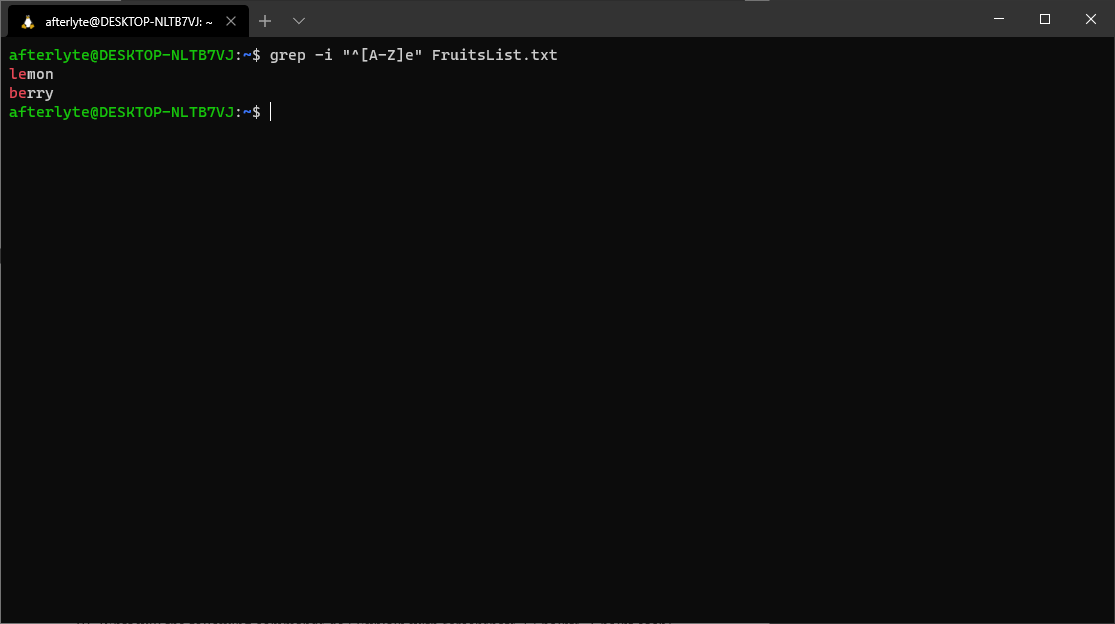 afterlyte@DESKTOP-NLTB7VJ: ~
afterlyte@DESKTOP-NLTB7VJ:~$ grep -i "^[A-Z]e" FruitsList.txt
lemon
berry
afterlyte@DESKTOP-NLTB7VJ:~$